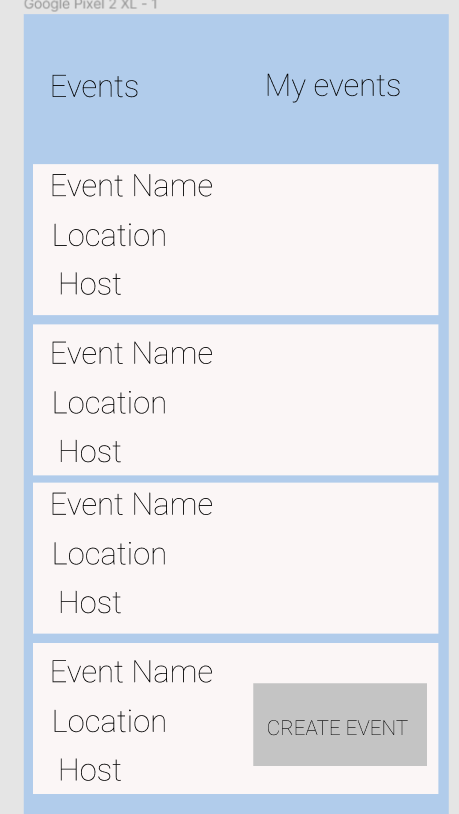 Google Pixel 2 XL - 1
Events My events
Event Name
Location
Host
Event Name
Location
Host
Event Name
Location
Host
Event Name
Location
CREATE EVENT
Host